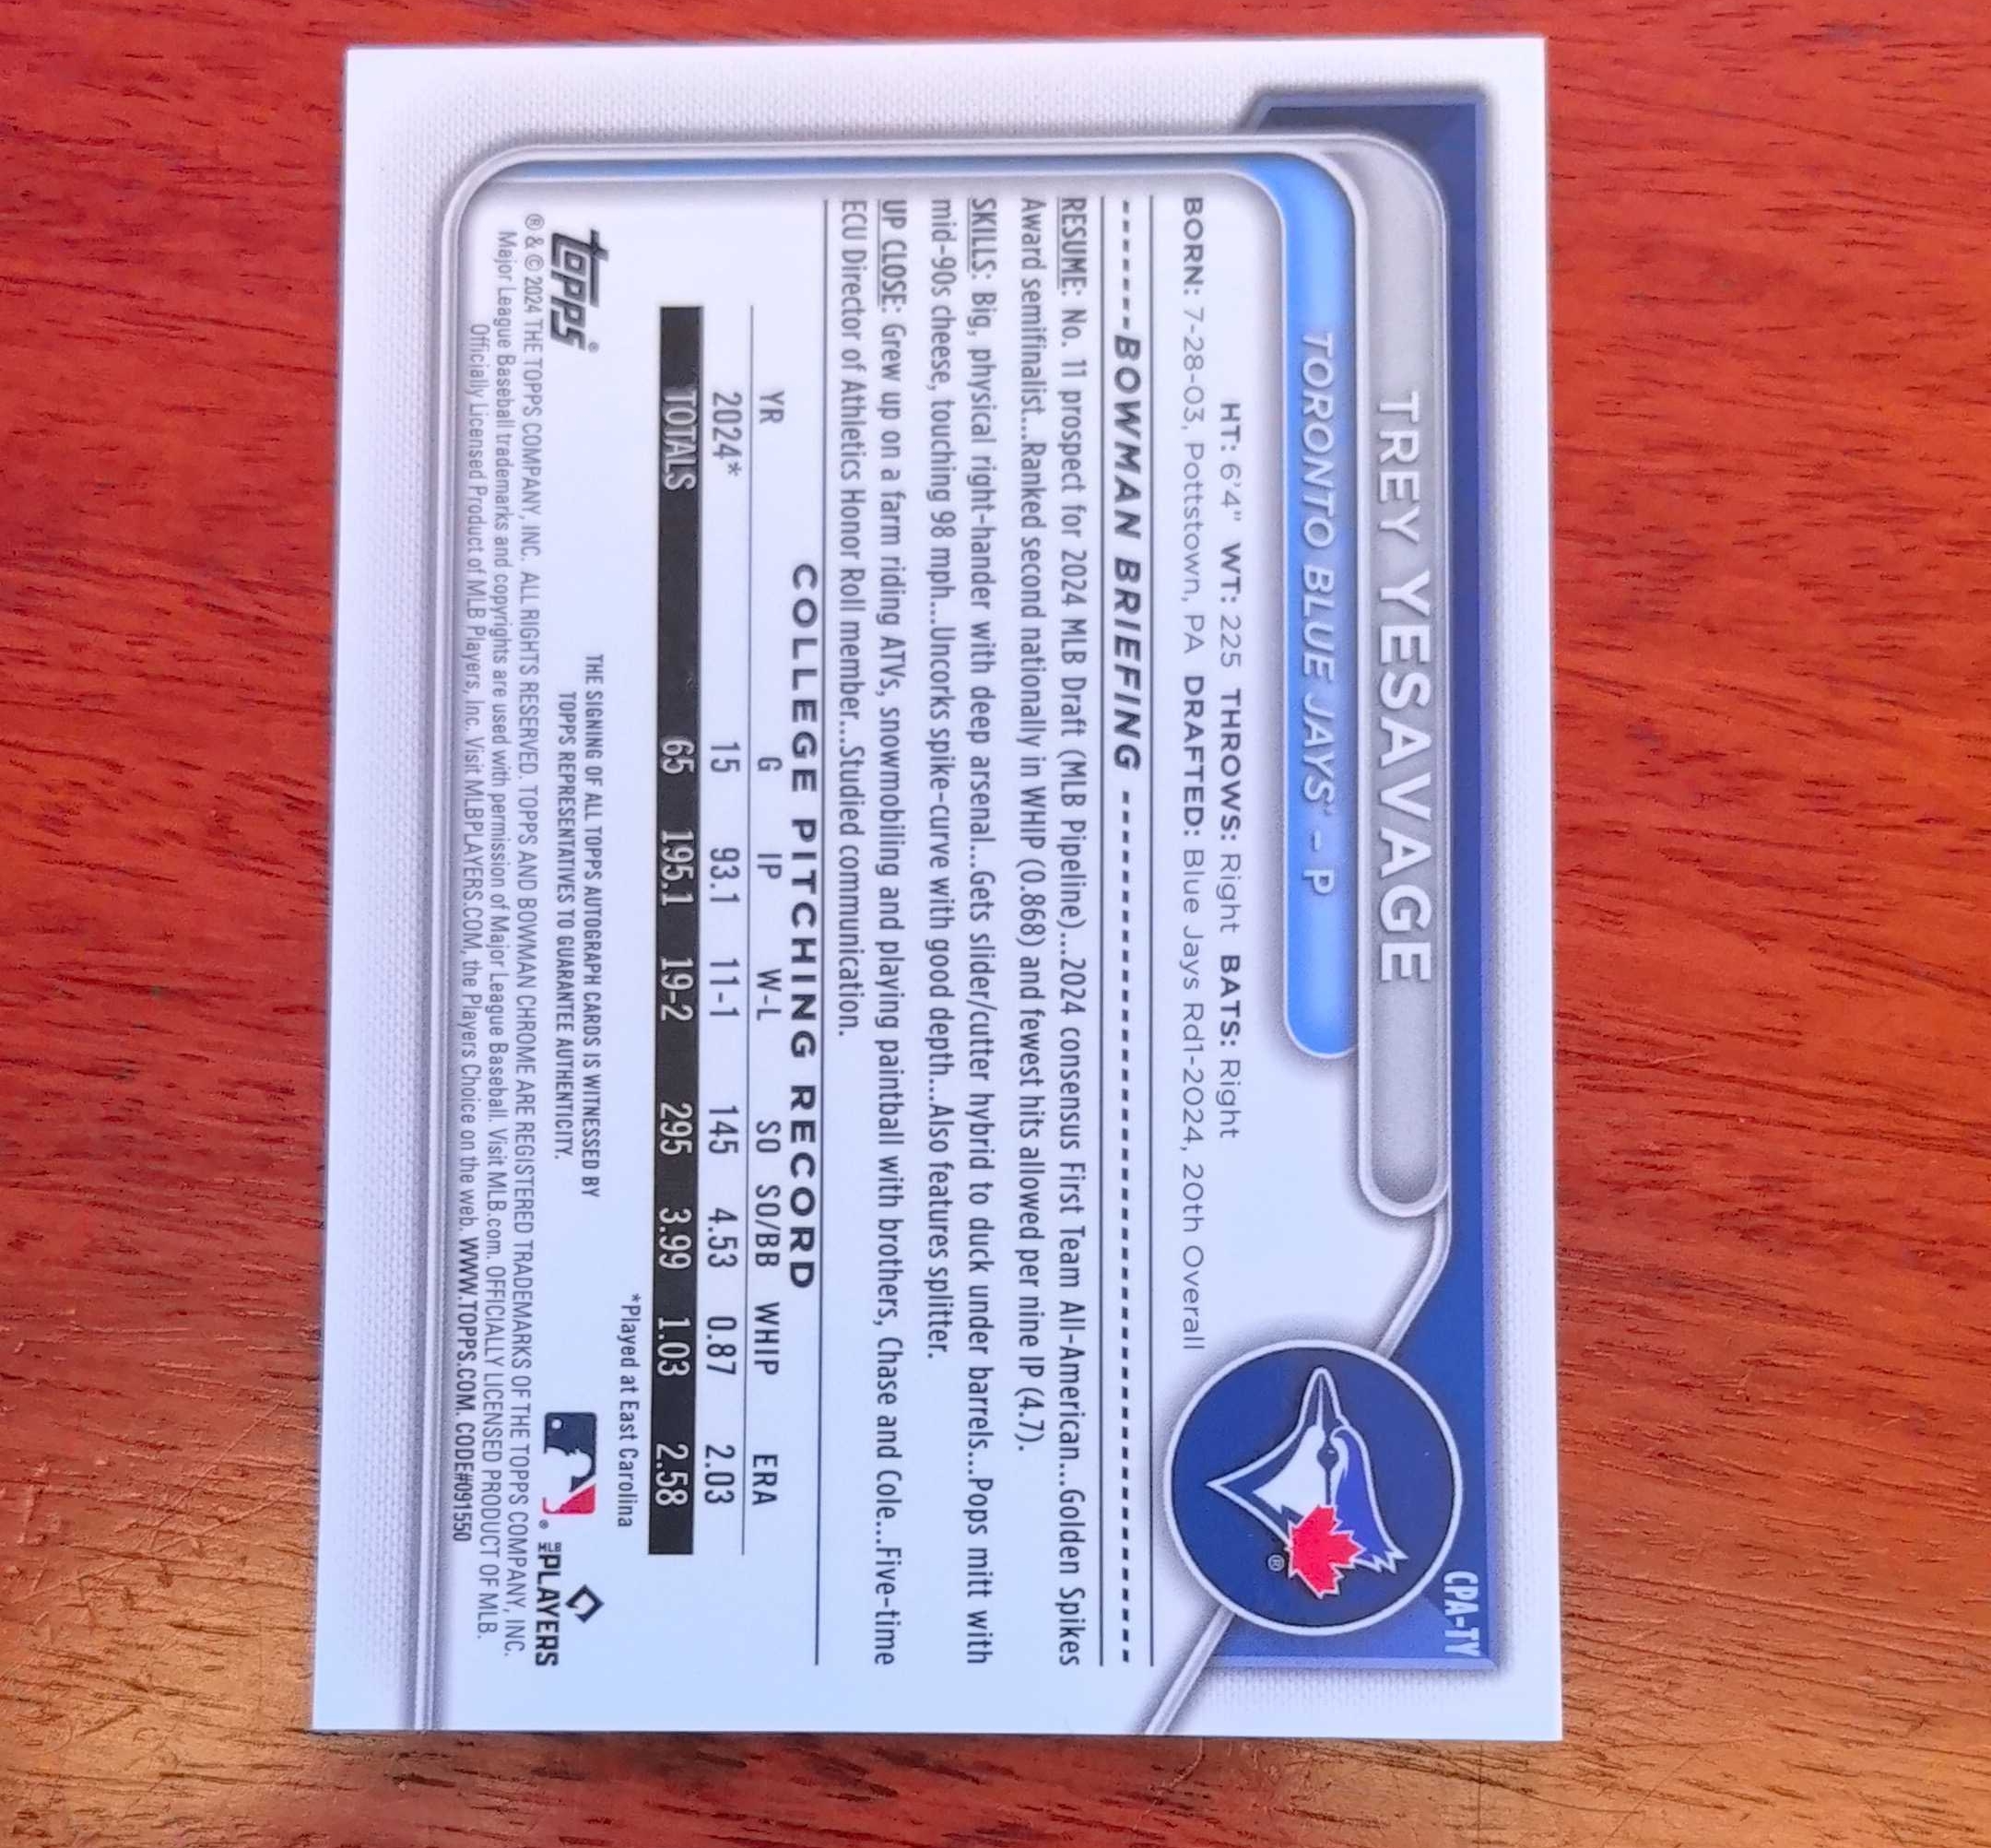 CPA-TY
TREY YESAVAGE
TORONTO BLUE JAYS® - P
HT: 6'4" WT: 225 THROWS: Right BATS: Right
BORN: 7-28-03, Pottstown, PA DRAFTED: Blue Jays Rd1-2024, 20th Overall
®
BOWMAN BRIEFING
RESUME: No. 11 prospect for 2024 MLB Draft (MLB Pipeline)...2024 consensus First Team All-American...Golden Spikes
Award semifinalist...Ranked second nationally in WHIP (0.868) and fewest hits allowed per nine IP (4.7).
SKILLS: Big, physical right-hander with deep arsenal...Gets slider/cutter hybrid to duck under barrels...Pops mitt with
mid-90s cheese, touching 98 mph...Uncorks spike-curve with good depth...Also features splitter.
UP CLOSE: Grew up on a farm riding ATVs, snowmobiling and playing paintball with brothers, Chase and Cole...Five-time
ECU Director of Athletics Honor Roll member...Studied communication.
COLLEGE PITCHING RECORD
YR G IP W-L SO SO/BB WHIP ERA
2024* 15 93.1 11-1 145 4.53 0.87 2.03
TOTALS 65 195.1 19-2 295 3.99 1.03 2.58
*Played at East Carolina
topps®
THE SIGNING OF ALL TOPPS AUTOGRAPH CARDS IS WITNESSED BY
TOPPS REPRESENTATIVES TO GUARANTEE AUTHENTICITY.
®
MLB PLAYERS
® & © 2024 THE TOPPS COMPANY, INC. ALL RIGHTS RESERVED. TOPPS AND BOWMAN CHROME ARE REGISTERED TRADEMARKS OF THE TOPPS COMPANY, INC.
Major League Baseball trademarks and copyrights are used with permission of Major League Baseball. Visit MLB.com. OFFICIALLY LICENSED PRODUCT OF MLB.
Officially Licensed Product of MLB Players, Inc. Visit MLBPLAYERS.COM, the Players Choice on the web. WWW.TOPPS.COM. CODE#091550